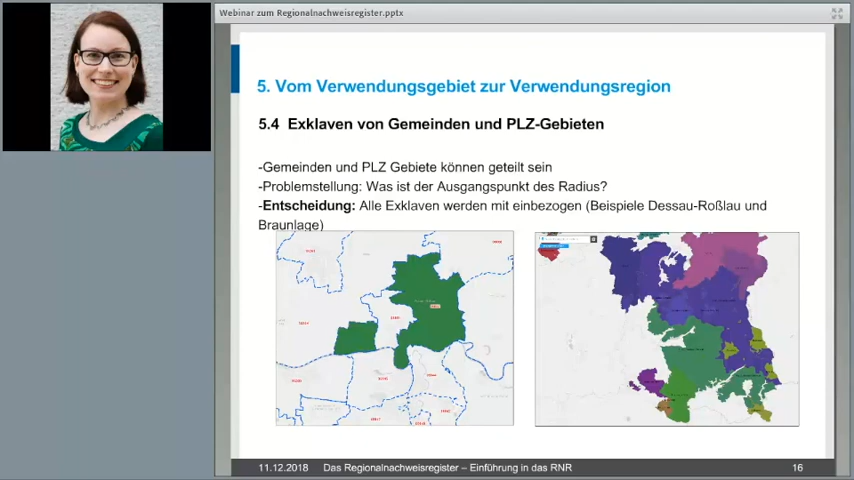 Webinar zum Regionalnachweisregister.pptx
5. Vom Verwendungsgebiet zur Verwendungsregion
5.4 Exklaven von Gemeinden und PLZ-Gebieten
-Gemeinden und PLZ Gebiete können geteilt sein
-Problemstellung: Was ist der Ausgangspunkt des Radius?
-Entscheidung: Alle Exklaven werden mit einbezogen (Beispiele Dessau-Roßlau und
Braunlage)
11.12.2018 Das Regionalnachweisregister – Einführung in das RNR 16